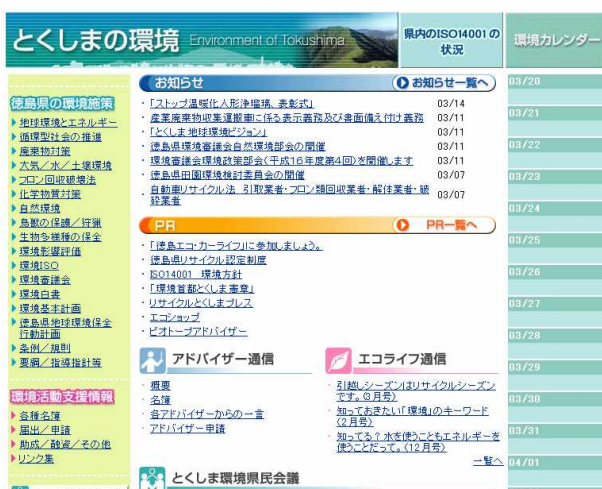 とくしまの環境 Environment of Tokushima
県内のISO14001の
状況
環境カレンダー
徳島県の環境施策
地球環境とエネルギー
循環型社会の推進
廃棄物対策
大気/水/土壌環境
フロン回収破壊法
化学物質対策
自然環境
鳥獣の保護/狩猟
生物多様種の保全
環境影響評価
環境ISO
環境審議会
環境白書
環境基本計画
徳島県地球環境保全
行動計画
条例/規則
要綱/指導指針等
環境活動支援情報
各種名簿
届出/申請
助成/融資/その他
リンク集
お知らせ
お知らせ一覧へ
・「ストップ温暖化人形浄瑠璃、表彰式」 03/14
・産業廃棄物収集運搬車に係る表示義務及び書面備え付け義務 03/11
・「とくしま地球環境ビジョン」 03/11
・徳島県環境審議会自然環境部会の開催 03/11
・環境審議会環境政策部会(平成16年度第4回)を開催します 03/11
・徳島県田園環境検討委員会の開催 03/07
・自動車リサイクル法 引取業者・フロン類回収業者・解体業者・破
砕業者 03/07
PR
PR一覧へ
・「徳島エコ・カーライフ」に参加しましょう。
・徳島県リサイクル認定制度
・ISO14001 環境方針
・「環境首都とくしま憲章」
・リサイクルとくしまプレス
・エコショップ
・ビオトープアドバイザー
アドバイザー通信
・概要
・名簿
・各アドバイザーからの一言
・アドバイザー申請
エコライフ通信
・引越しシーズンはリサイクルシーズン
です。(3月号)
・知っておきたい「環境」のキーワード
(2月号)
・知ってる?水を使うこともエネルギーを
使うことだって。(12月号)
一覧へ
とくしま環境県民会議
03/20
03/21
03/22
03/23
03/24
03/25
03/26
03/27
03/28
03/29
03/30
03/31
04/01